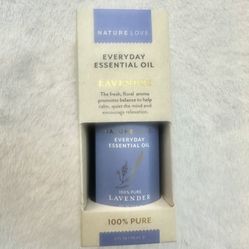 NATURE LOVE
EVERYDAY
ESSENTIAL OIL
LAVENDER
The fresh, floral aroma
promotes balance to help
calm, quiet the mind and
encourage relaxation.
EVERYDAY
ESSENTIAL OIL
100% PURE
LAVENDER
100% PURE